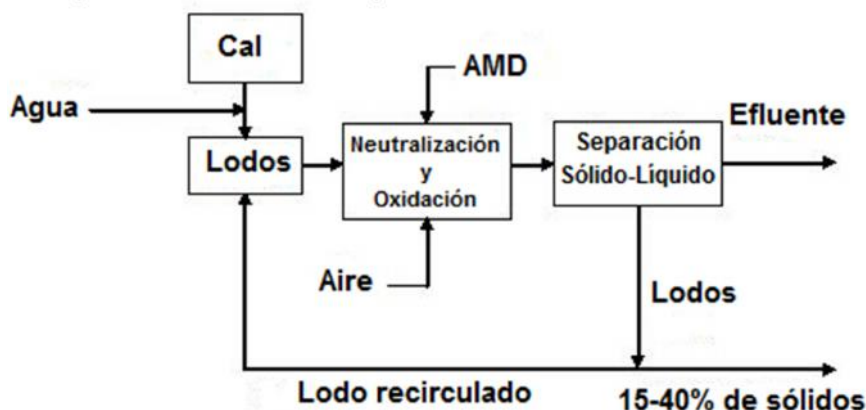 Cal
AMD
Agua
Efluente
Lodos
Neutralización
y
Oxidación
Separación
Sólido-Líquido
Aire
Lodos
Lodo recirculado
15-40% de sólidos